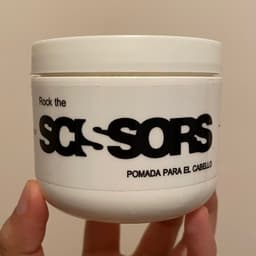 Rock the
SCISSORS
POMADA PARA EL CABELLO